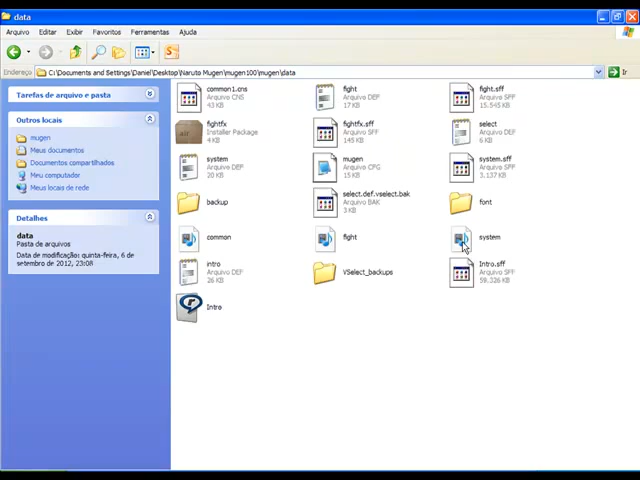 data
Arquivo Editar Exibir Favoritos Ferramentas Ajuda
Endereço C:\Documents and Settings\Daniel\Desktop\Naruto Mugen\mugen100\mugen\data Ir
Tarefas de arquivo e pasta
Outros locais
mugen
Meus documentos
Documentos compartilhados
Meu computador
Meus locais de rede
Detalhes
data
Pasta de arquivos
Data de modificação: quinta-feira, 6 de
setembro de 2012, 23:08
common1.cns
Arquivo CNS
43 KB
fight
Arquivo DEF
17 KB
fight.sff
Arquivo SFF
15.545 KB
fightfx
Installer Package
4 KB
fightfx.sff
Arquivo SFF
145 KB
select
Arquivo DEF
6 KB
system
Arquivo DEF
20 KB
mugen
Arquivo CFG
15 KB
system.sff
Arquivo SFF
3.137 KB
backup
select.def.vselect.bak
Arquivo BAK
3 KB
font
common
fight
system
intro
Arquivo DEF
26 KB
VSelect_backups
Intro.sff
Arquivo SFF
59.326 KB
Intro